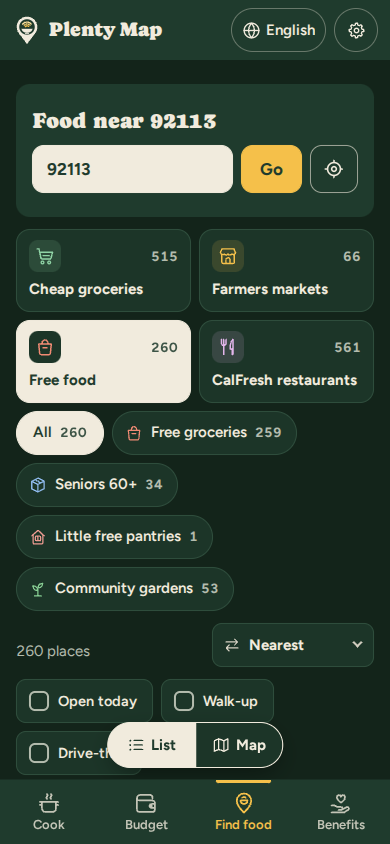 Plenty Map
English
Food near 92113
92113
Go
515
Cheap groceries
66
Farmers markets
260
Free food
561
CalFresh restaurants
All 260
Free groceries 259
Seniors 60+ 34
Little free pantries 1
Community gardens 53
260 places
Nearest
Open today
Walk-up
List
Map
Cook
Budget
Find food
Benefits